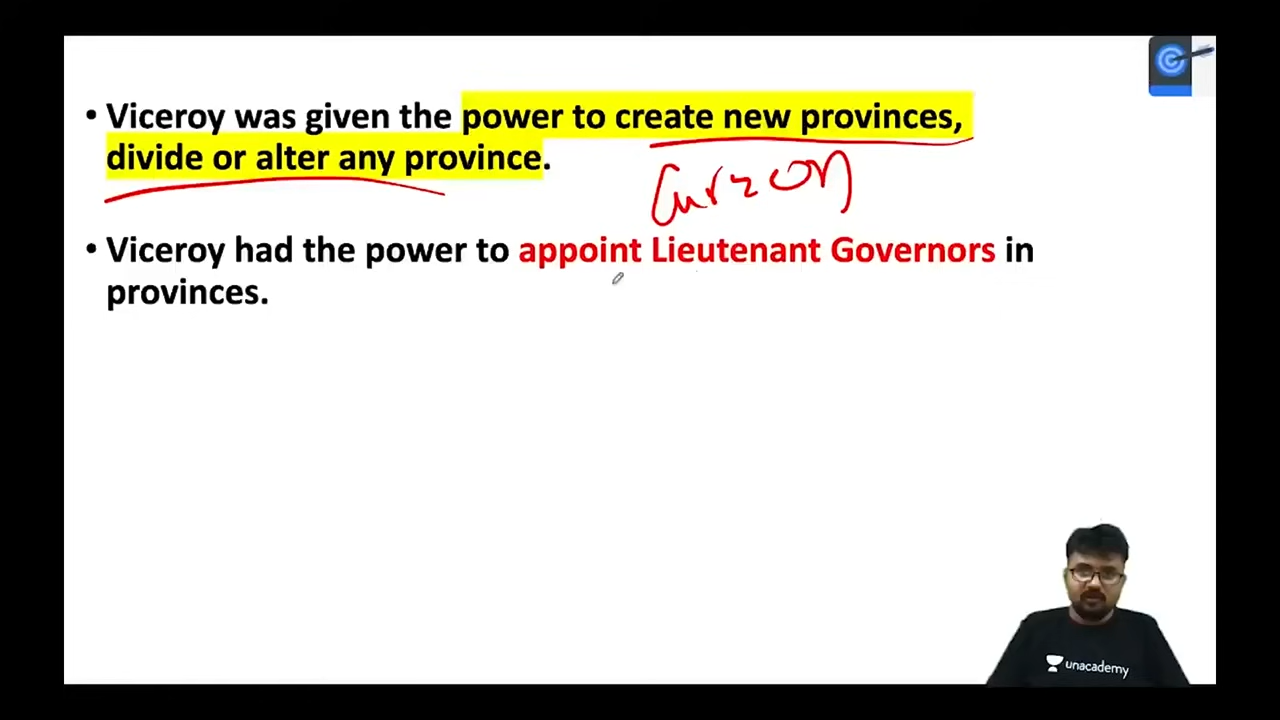 • Viceroy was given the power to create new provinces,
divide or alter any province.
Curzon
• Viceroy had the power to appoint Lieutenant Governors in
provinces.
unacademy